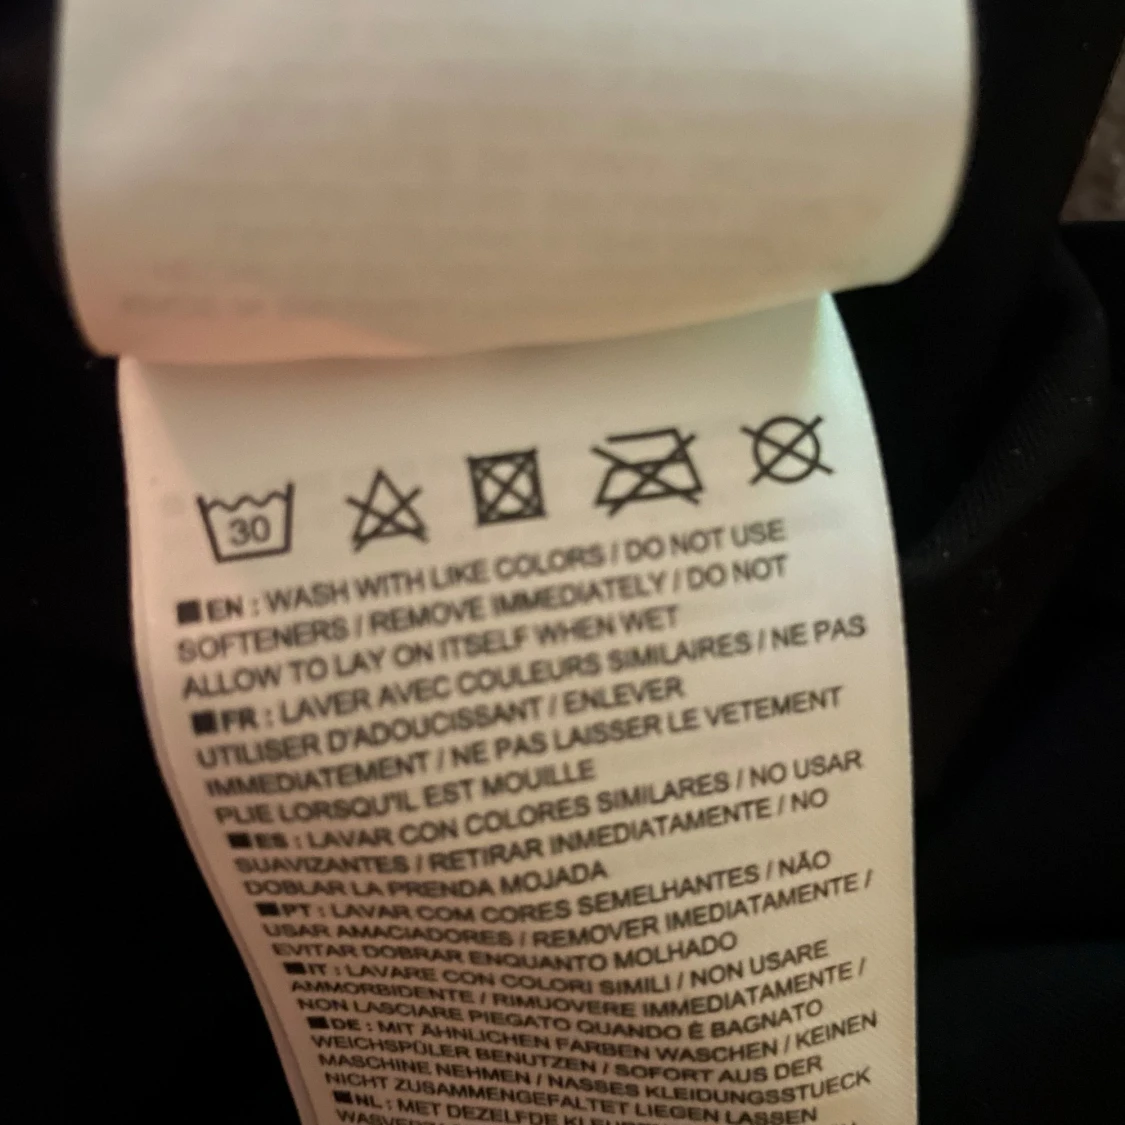 30
EN : WASH WITH LIKE COLORS / DO NOT USE
SOFTENERS / REMOVE IMMEDIATELY / DO NOT
ALLOW TO LAY ON ITSELF WHEN WET
FR : LAVER AVEC COULEURS SIMILAIRES / NE PAS
UTILISER D'ADOUCISSANT / ENLEVER
IMMEDIATEMENT / NE PAS LAISSER LE VETEMENT
PLIE LORSQU'IL EST MOUILLE
ES : LAVAR CON COLORES SIMILARES / NO USAR
SUAVIZANTES / RETIRAR INMEDIATAMENTE / NO
DOBLAR LA PRENDA MOJADA
PT : LAVAR COM CORES SEMELHANTES / NÃO
USAR AMACIADORES / REMOVER IMEDIATAMENTE /
EVITAR DOBRAR ENQUANTO MOLHADO
IT : LAVARE CON COLORI SIMILI / NON USARE
AMMORBIDENTE / RIMUOVERE IMMEDIATAMENTE /
NON LASCIARE PIEGATO QUANDO È BAGNATO
DE : MIT ÄHNLICHEN FARBEN WASCHEN / KEINEN
WEICHSPÜLER BENUTZEN / SOFORT AUS DER
MASCHINE NEHMEN / NASSES KLEIDUNGSSTUECK
NICHT ZUSAMMENGEFALTET LIEGEN LASSEN
NL : MET DEZELFDE